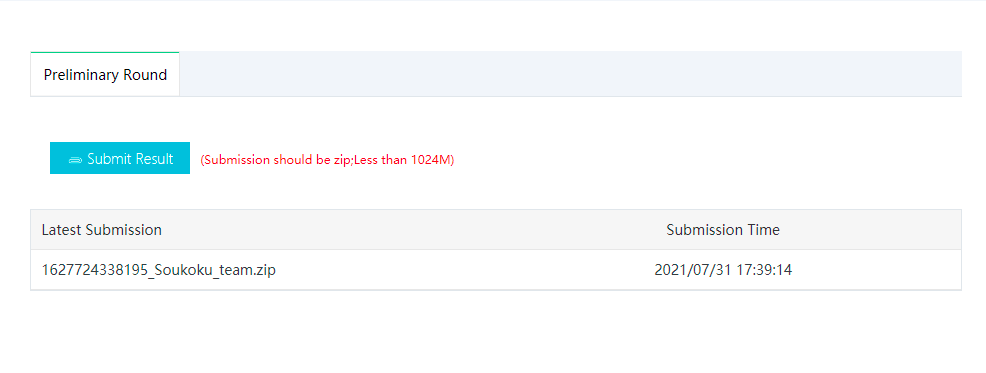 Preliminary Round
Submit Result (Submission should be zip;Less than 1024M)
Latest Submission Submission Time
1627724338195_Soukoku_team.zip 2021/07/31 17:39:14